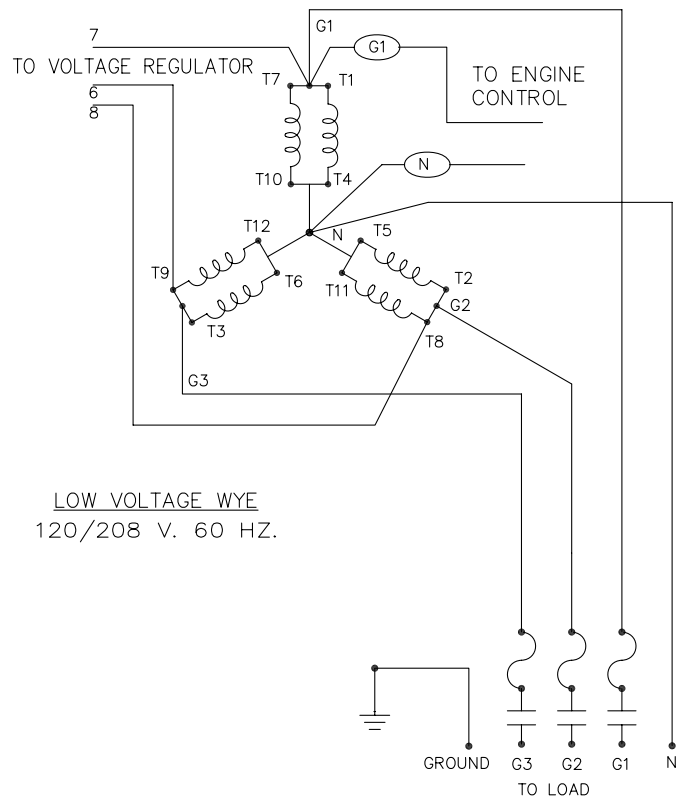 G1
7
G1
TO VOLTAGE REGULATOR
T7
T1
TO ENGINE
CONTROL
6
8
N
T10
T4
T12
N
T5
T9
T6
T11
T2
T3
G2
T8
G3
LOW VOLTAGE WYE
120/208 V. 60 HZ.
GROUND
G3
G2
G1
N
TO LOAD